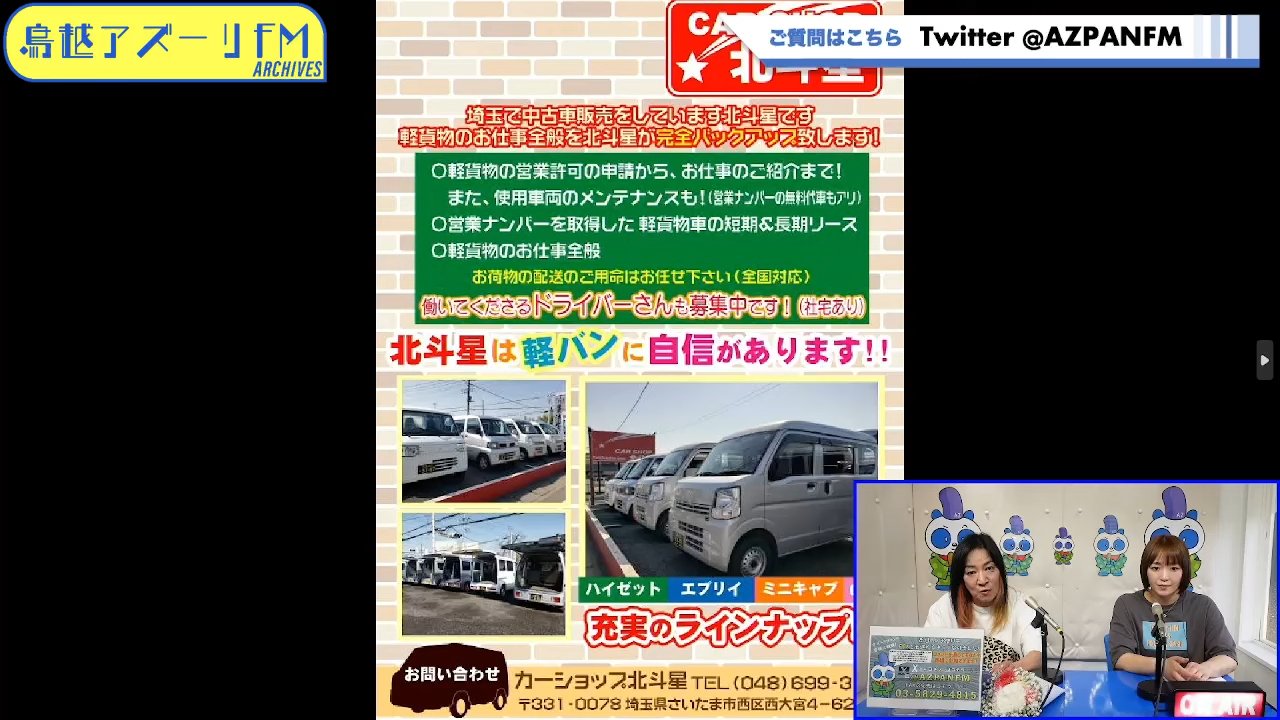 鳥越アズーリFM
ARCHIVES
ご質問はこちら Twitter @AZPANFM
CAR SHOP
北斗星
埼玉で中古車販売をしています北斗星です
軽貨物のお仕事全般を北斗星が完全バックアップ致します!
〇軽貨物の営業許可の申請から、お仕事のご紹介まで!
また、使用車両のメンテナンスも!(営業ナンバーの無料代車もアリ)
〇営業ナンバーを取得した 軽貨物車の短期&長期リース
〇軽貨物のお仕事全般
お荷物の配送のご用命はお任せ下さい(全国対応)
働いてくださるドライバーさんも募集中です!(社宅あり)
北斗星は軽バンに自信があります!!
CAR SHOP
ハイゼット エブリイ ミニキャブ
充実のラインナップ
お問い合わせ
カーショップ北斗星 TEL(048)699-3
〒331-0078 埼玉県さいたま市西区西大宮4-62
AZ
@AZPANFM
03-5829-4815
ON AIR